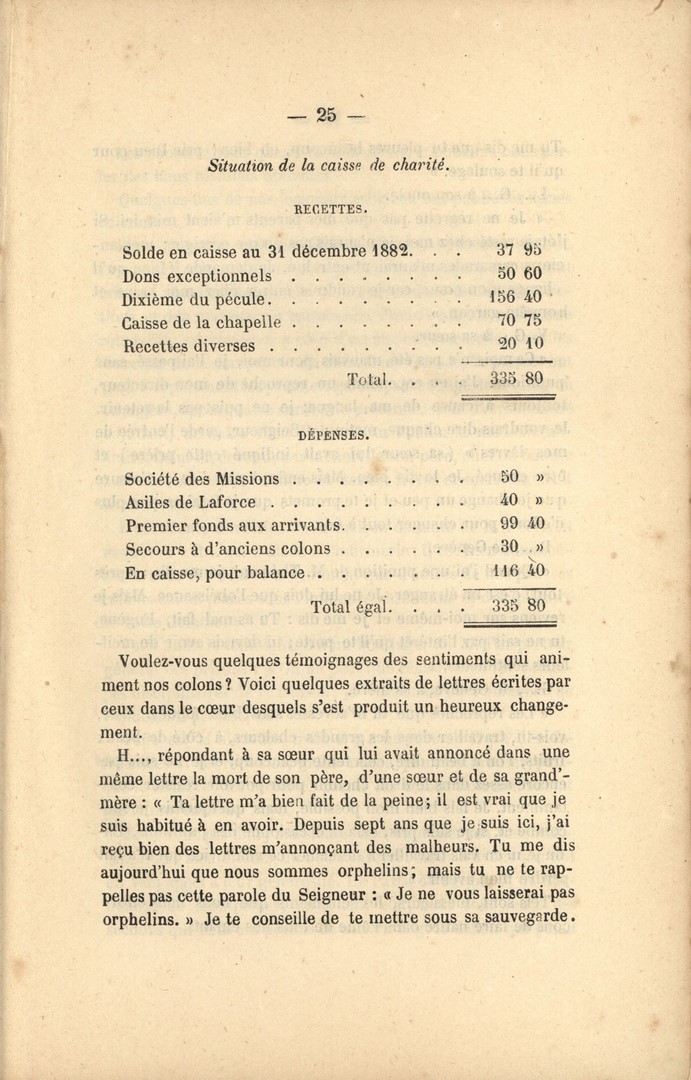 — 25 —
Situation de la caisse de charité.
RECETTES.
Solde en caisse au 31 décembre 1882. . . 37 95
Dons exceptionnels . . . . . . . . 50 60
Dixième du pécule. . . . . . . . . 156 40
Caisse de la chapelle . . . . . . . . 70 75
Recettes diverses . . . . . . . . . 20 10
Total. . . . 335 80
DÉPENSES.
Société des Missions . . . . . . . . 50 »
Asiles de Laforce . . . . . . . . . 40 »
Premier fonds aux arrivants. . . . . . 99 40
Secours à d'anciens colons . . . . . . 30 »
En caisse, pour balance. . . . . . . 116 40
Total égal. . . . 335 80
Voulez-vous quelques témoignages des sentiments qui ani-
ment nos colons ? Voici quelques extraits de lettres écrites par
ceux dans le cœur desquels s'est produit un heureux change-
ment.
H..., répondant à sa sœur qui lui avait annoncé dans une
même lettre la mort de son père, d'une sœur et de sa grand'-
mère : « Ta lettre m'a bien fait de la peine; il est vrai que je
suis habitué à en avoir. Depuis sept ans que je suis ici, j'ai
reçu bien des lettres m'annonçant des malheurs. Tu me dis
aujourd'hui que nous sommes orphelins; mais tu ne te rap-
pelles pas cette parole du Seigneur : « Je ne vous laisserai pas
orphelins. » Je te conseille de te mettre sous sa sauvegarde.